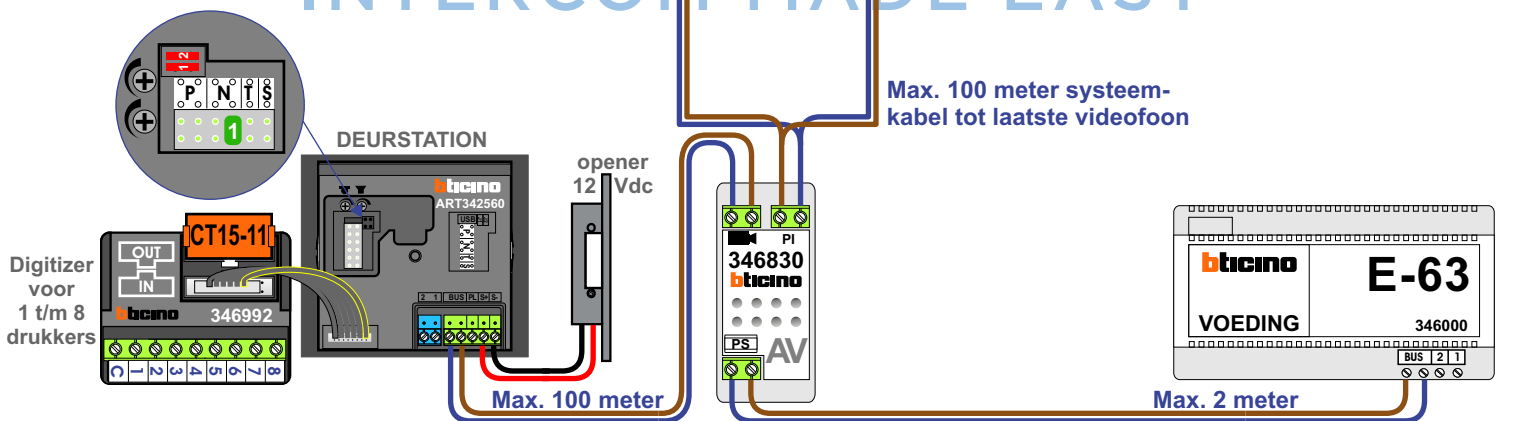 INTERCOM MADE EASY
1 2
P N T S
1
DEURSTATION
bticino
ART342560
USB
2 1 BUS PL S+ S-
opener
12 Vdc
Max. 100 meter systeem-
kabel tot laatste videofoon
Digitizer
voor
1 t/m 8
drukkers
OUT
IN
CT15-11
bticino
346992
C 1 2 3 4 5 6 7 8
Max. 100 meter
PI
346830
bticino
PS
AV
bticino
E-63
VOEDING
346000
BUS 2 1
Max. 2 meter